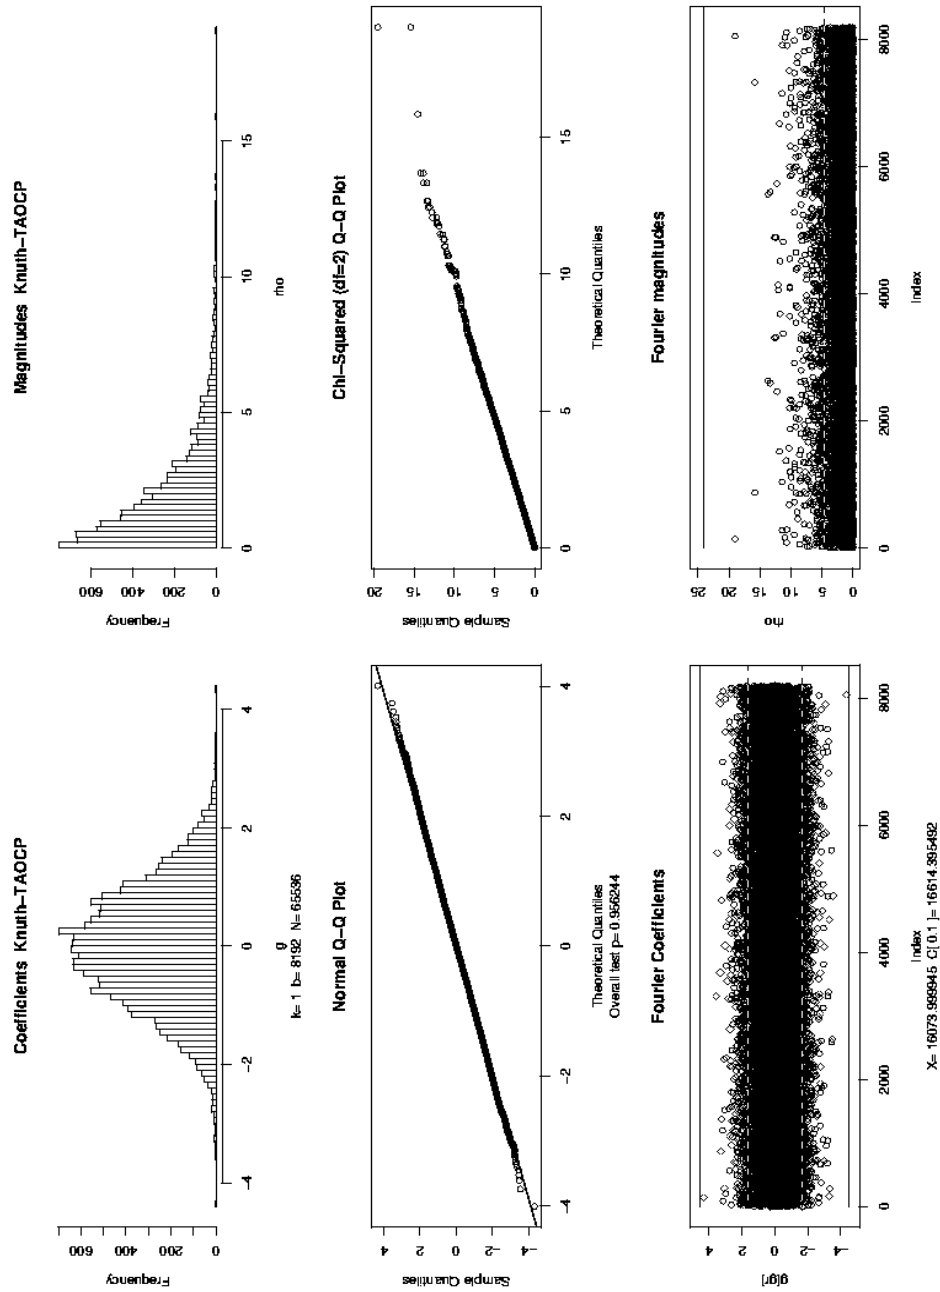 Coefficients Knuth-TAOCP
Frequency
0 200 400 600
-4 -2 0 2 4
g
k= 1 b= 8192 N= 65536
Magnitudes Knuth-TAOCP
Frequency
0 200 400 600
0 5 10 15
rho
Normal Q-Q Plot
Sample Quantiles
-4 -2 0 2 4
-4 -2 0 2 4
Theoretical Quantiles
Overall test p= 0.956244
Chi-Squared (df=2) Q-Q Plot
Sample Quantiles
0 5 10 15 20
0 5 10 15
Theoretical Quantiles
Fourier Coefficients
g[gr]
-4 -2 0 2 4
0 2000 4000 6000 8000
Index
X= 16073.999945 C[ 0.1 ]= 16614.395492
Fourier magnitudes
rho
0 5 10 15 20 25
0 2000 4000 6000 8000
Index